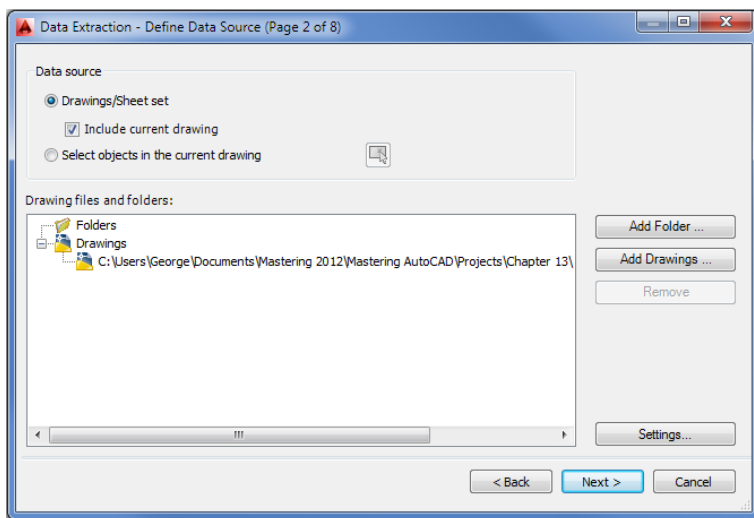 Data Extraction - Define Data Source (Page 2 of 8)
Data source
Drawings/Sheet set
Include current drawing
Select objects in the current drawing
Drawing files and folders:
Folders
Drawings
C:\Users\George\Documents\Mastering 2012\Mastering AutoCAD\Projects\Chapter 13\
Add Folder ...
Add Drawings ...
Remove
Settings...
< Back
Next >
Cancel